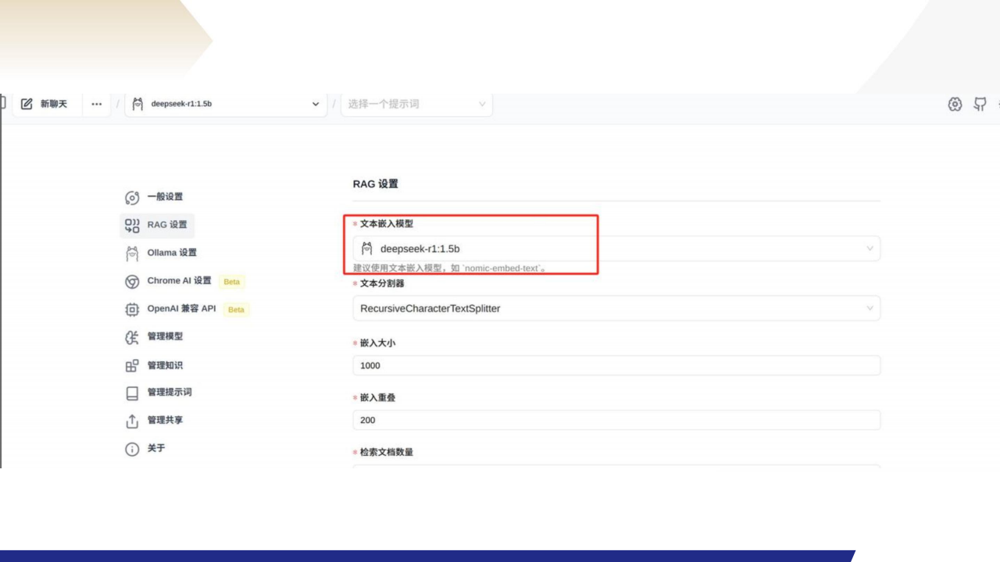 新聊天 ··· / deepseek-r1:1.5b / 选择一个提示词
RAG 设置
一般设置
RAG 设置
Ollama 设置
Chrome AI 设置 Beta
OpenAI 兼容 API Beta
管理模型
管理知识
管理提示词
管理共享
关于
* 文本嵌入模型
deepseek-r1:1.5b
建议使用文本嵌入模型，如 `nomic-embed-text`。
* 文本分割器
RecursiveCharacterTextSplitter
* 嵌入大小
1000
* 嵌入重叠
200
* 检索文档数量